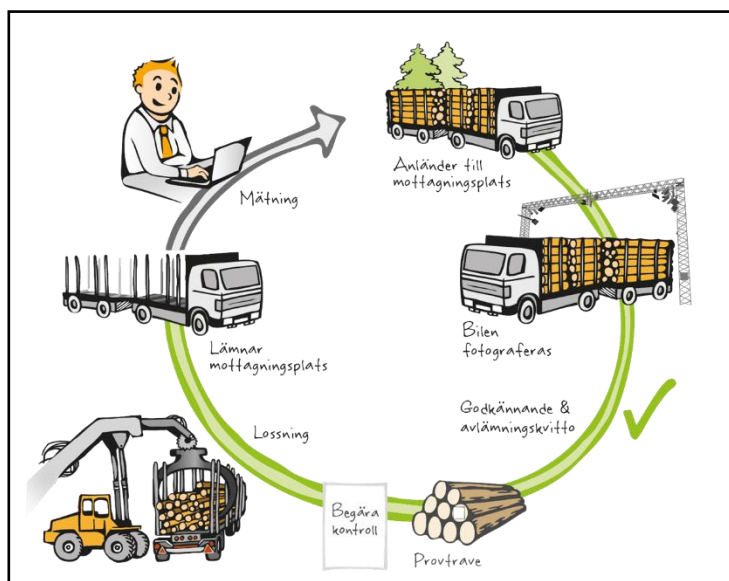 Anländer till
mottagningsplats
Bilen
fotograferas
Godkännande &
avlämningskvitto
Provtrave
Begära
kontroll
Lossning
Lämnar
mottagningsplats
Mätning